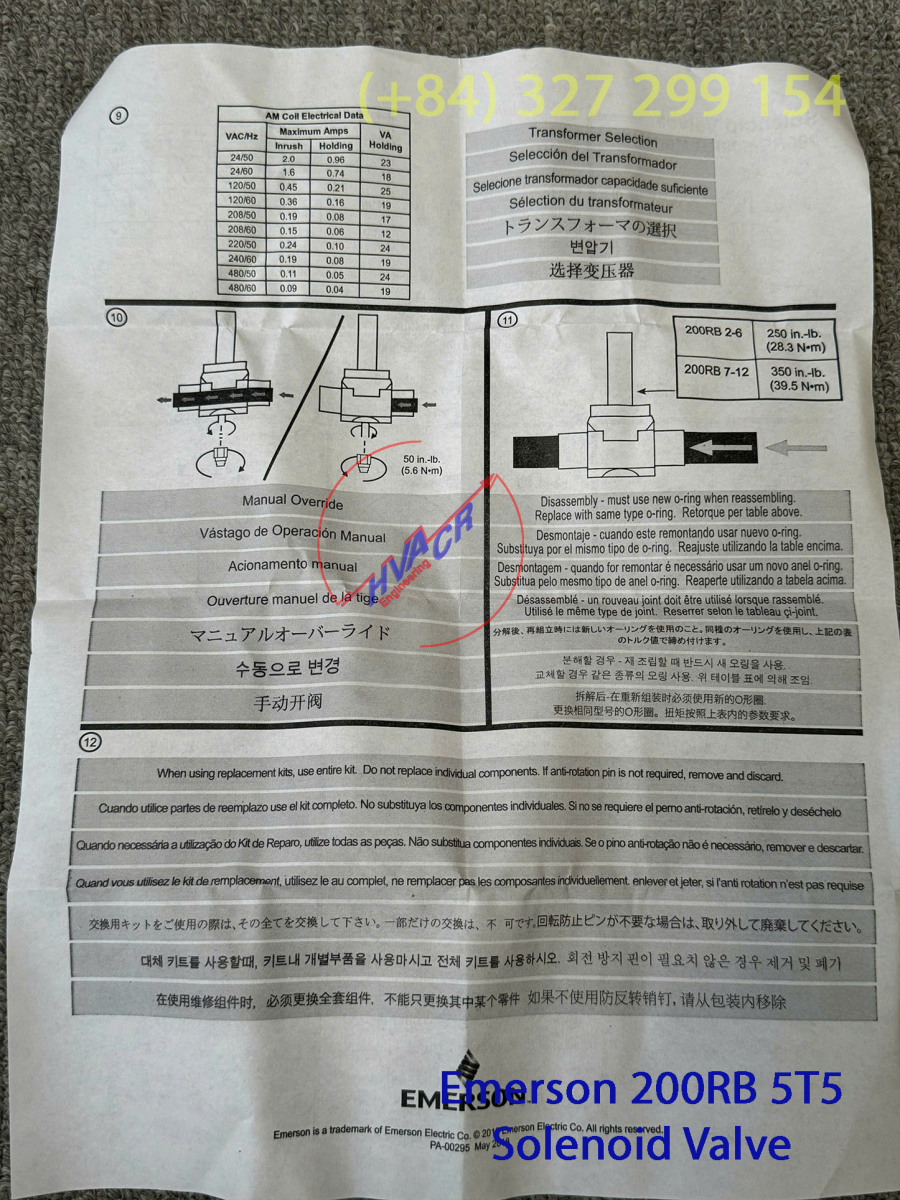 (+84) 327 299 154
9
AM Coil Electrical Data
VAC/Hz Maximum Amps VA Holding
Inrush Holding
24/50 2.0 0.96 23
24/60 1.6 0.74 18
120/50 0.45 0.21 25
120/60 0.36 0.16 19
208/50 0.19 0.08 17
208/60 0.15 0.06 12
220/50 0.24 0.10 24
240/60 0.19 0.08 19
480/50 0.11 0.05 24
480/60 0.09 0.04 19
Transformer Selection
Selección del Transformador
Selecione transformador capacidade suficiente
Sélection du transformateur
トランスフォーマの選択
변압기
选择变压器
10
50 in.-lb.
(5.6 N•m)
Manual Override
Vástago de Operación Manual
Acionamento manual
Ouverture manuel de la tige
マニュアルオーバーライド
수동으로 변경
手动开阀
HVACR
Engineering
11
200RB 2-6 250 in.-lb.
(28.3 N•m)
200RB 7-12 350 in.-lb.
(39.5 N•m)
Disassembly - must use new o-ring when reassembling.
Replace with same type o-ring. Retorque per table above.
Desmontaje - cuando este remontando usar nuevo o-ring.
Substituya por el mismo tipo de o-ring. Reajuste utilizando la table encima.
Desmontagem - quando for remontar é necessário usar um novo anel o-ring.
Substitua pelo mesmo tipo de anel o-ring. Reaperte utilizando a tabela acima.
Désassemblé - un rouveau joint doit être utilisé lorsque rassemblé.
Utilisé le même type de joint. Reserrer selon le tableau çi-joint.
分解後、再組立時には新しいオーリングを使用のこと。同種のオーリングを使用し、上記の表
のトルク値で締め付けます。
분해할 경우 - 재 조립할 때 반드시 새 오링을 사용.
교체할 경우 같은 종류의 오링 사용. 위 테이블 표에 의해 조임.
拆解后-在重新组装时必须使用新的O形圈.
更换相同型号的O形圈。扭矩按照上表内的参数要求。
12
When using replacement kits, use entire kit. Do not replace individual components. If anti-rotation pin is not required, remove and discard.
Cuando utilice partes de reemplazo use el kit completo. No substituya los componentes individuales. Si no se requiere el perno anti-rotación, retírelo y deséchelo
Quando necessária a utilização do Kit de Reparo, utilize todas as peças. Não substitua componentes individuais. Se o pino anti-rotação não é necessário, remover e descartar.
Quand vous utilisez le kit de remplacement, utilisez le au complet, ne remplacer pas les composantes individuellement. enlever et jeter, si l'anti rotation n'est pas requise
交換用キットをご使用の際は、その全てを交換して下さい。一部だけの交換は、不 可です。回転防止ピンが不要な場合は、取り外して廃棄してください。
대체 키트를 사용할때, 키트내 개별부품을 사용마시고 전체 키트를 사용하시오. 회전 방지 핀이 필요치 않은 경우 제거 및 폐기
在使用维修组件时，必须更换全套组件，不能只更换其中某个零件 如果不使用防反转销钉，请从包装内移除
EMERSON
Emerson 200RB 5T5
Solenoid Valve
Emerson is a trademark of Emerson Electric Co. © Emerson Electric Co. All rights reserved.
PA-00295 May